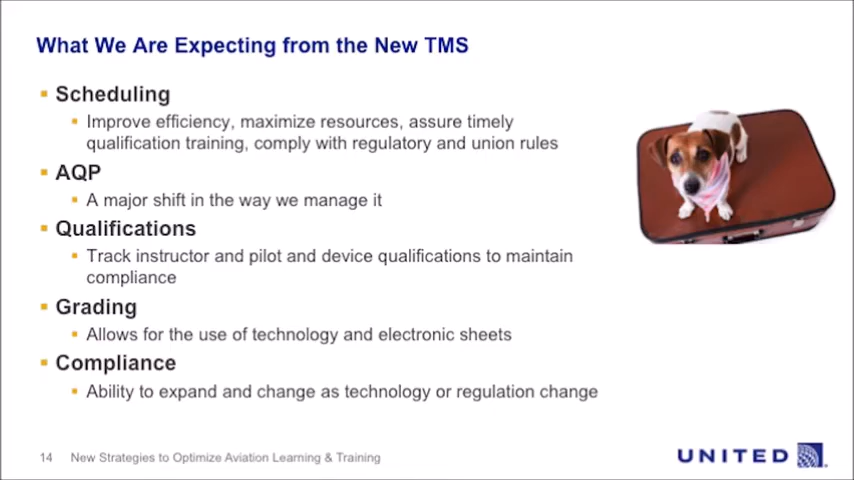 What We Are Expecting from the New TMS
Scheduling
Improve efficiency, maximize resources, assure timely
qualification training, comply with regulatory and union rules
AQP
A major shift in the way we manage it
Qualifications
Track instructor and pilot and device qualifications to maintain
compliance
Grading
Allows for the use of technology and electronic sheets
Compliance
Ability to expand and change as technology or regulation change
14 New Strategies to Optimize Aviation Learning & Training
UNITED